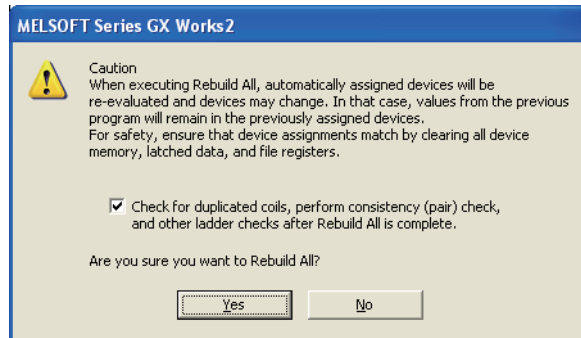 MELSOFT Series GX Works2
Caution
When executing Rebuild All, automatically assigned devices will be
re-evaluated and devices may change. In that case, values from the previous
program will remain in the previously assigned devices.
For safety, ensure that device assignments match by clearing all device
memory, latched data, and file registers.
Check for duplicated coils, perform consistency (pair) check,
and other ladder checks after Rebuild All is complete.
Are you sure you want to Rebuild All?
Yes
No